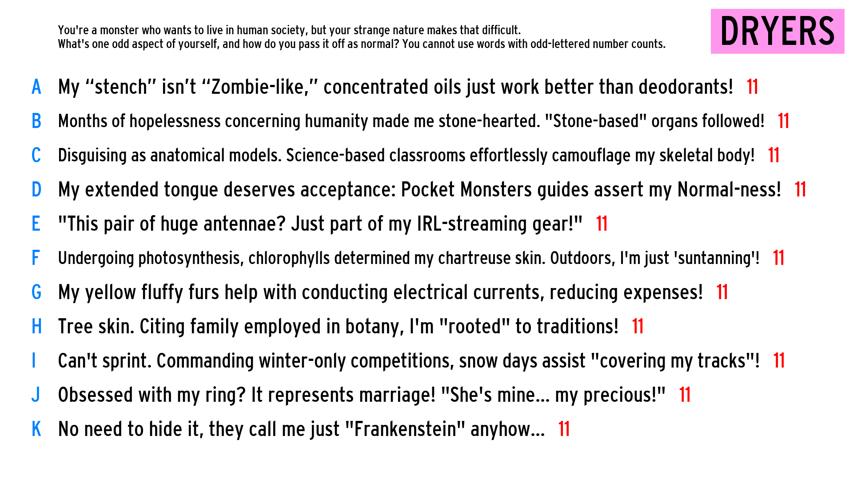 You're a monster who wants to live in human society, but your strange nature makes that difficult.
What's one odd aspect of yourself, and how do you pass it off as normal? You cannot use words with odd-lettered number counts.
DRYERS
A My “stench” isn’t “Zombie-like,” concentrated oils just work better than deodorants! 11
B Months of hopelessness concerning humanity made me stone-hearted. "Stone-based" organs followed! 11
C Disguising as anatomical models. Science-based classrooms effortlessly camouflage my skeletal body! 11
D My extended tongue deserves acceptance: Pocket Monsters guides assert my Normal-ness! 11
E "This pair of huge antennae? Just part of my IRL-streaming gear!" 11
F Undergoing photosynthesis, chlorophylls determined my chartreuse skin. Outdoors, I'm just 'suntanning'! 11
G My yellow fluffy furs help with conducting electrical currents, reducing expenses! 11
H Tree skin. Citing family employed in botany, I'm "rooted" to traditions! 11
I Can't sprint. Commanding winter-only competitions, snow days assist "covering my tracks"! 11
J Obsessed with my ring? It represents marriage! "She's mine... my precious!" 11
K No need to hide it, they call me just "Frankenstein" anyhow... 11